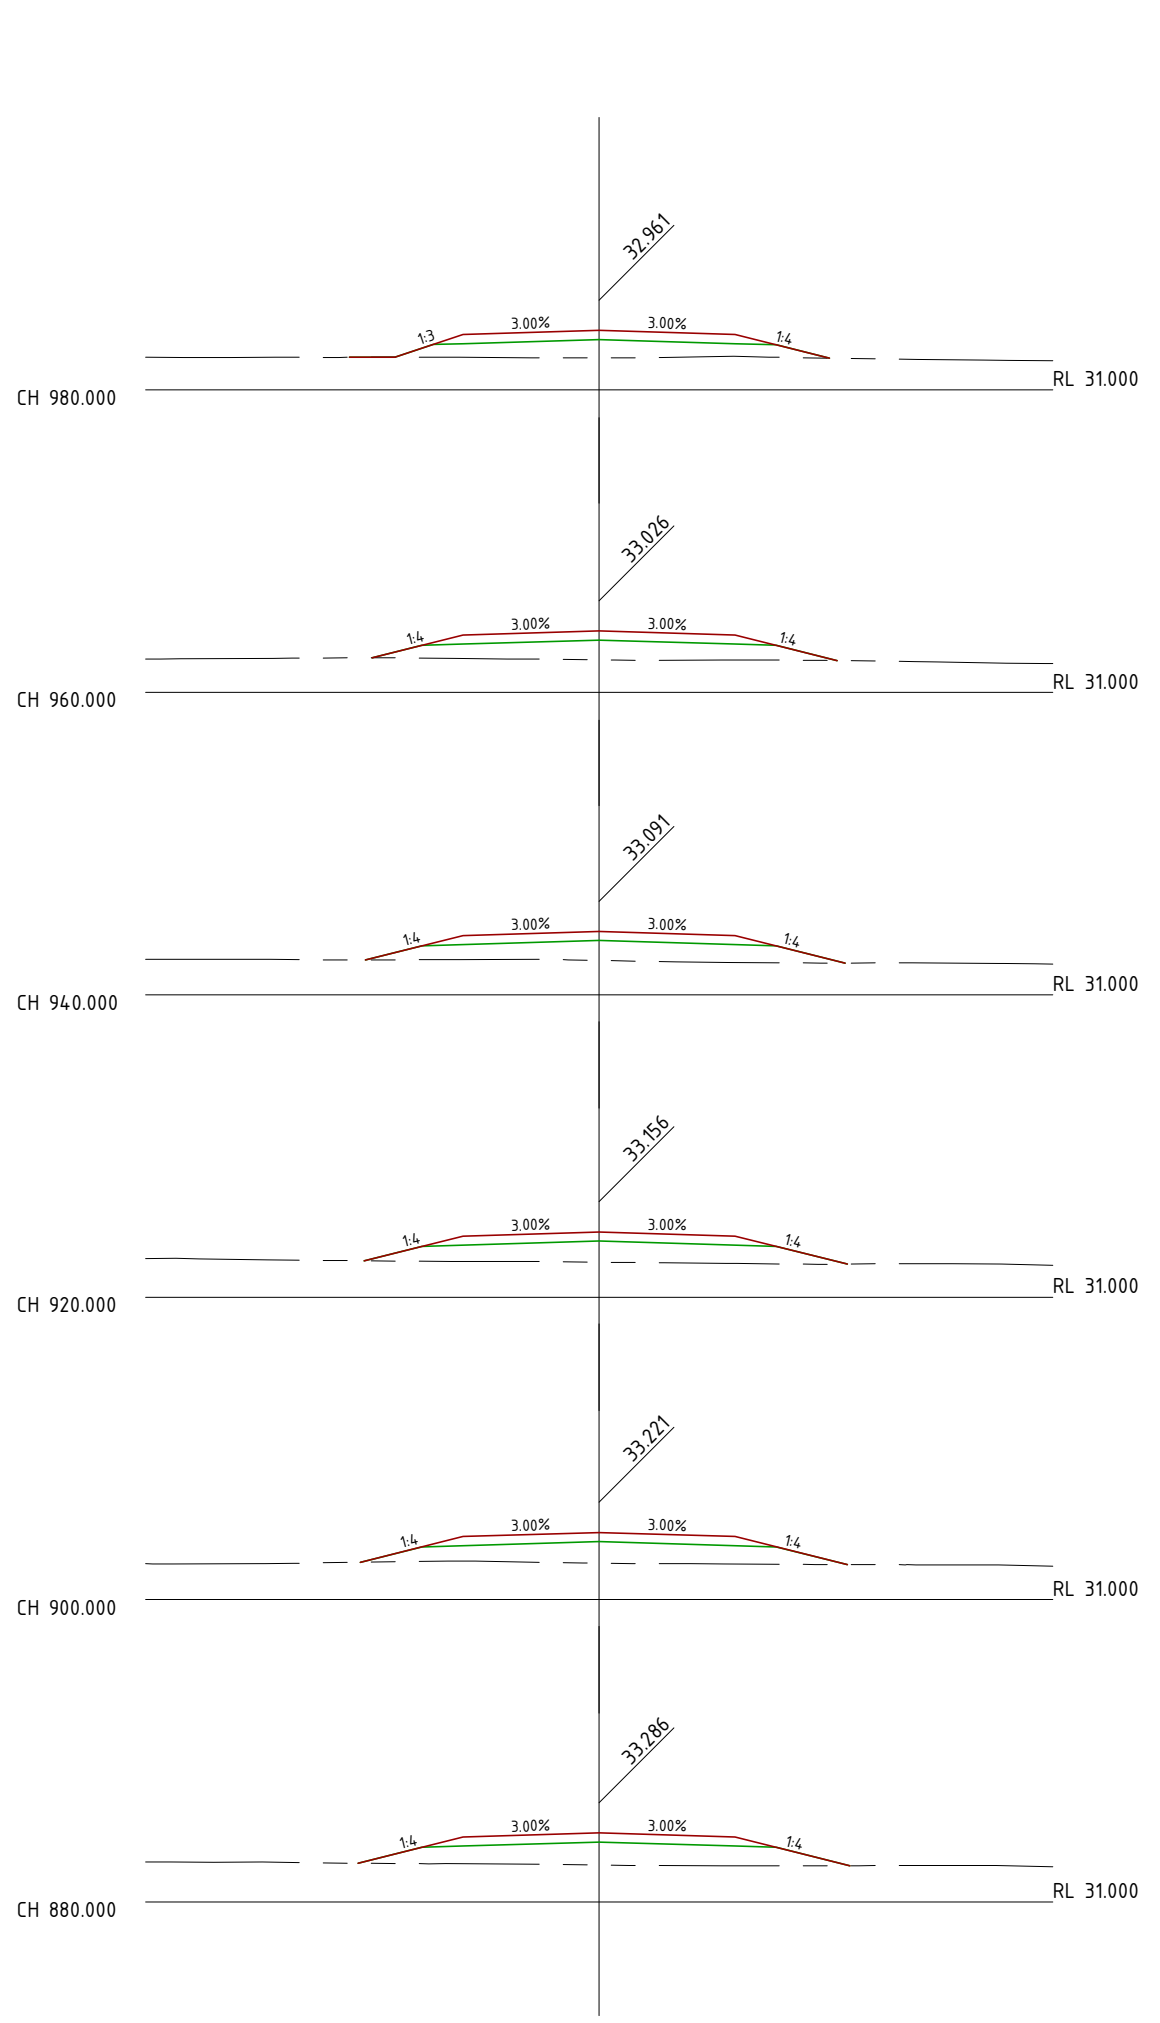 32.961
1:3 3.00% 3.00% 1:4
RL 31.000
CH 980.000
33.026
1:4 3.00% 3.00% 1:4
RL 31.000
CH 960.000
33.091
1:4 3.00% 3.00% 1:4
RL 31.000
CH 940.000
33.156
1:4 3.00% 3.00% 1:4
RL 31.000
CH 920.000
33.221
1:4 3.00% 3.00% 1:4
RL 31.000
CH 900.000
33.286
1:4 3.00% 3.00% 1:4
RL 31.000
CH 880.000